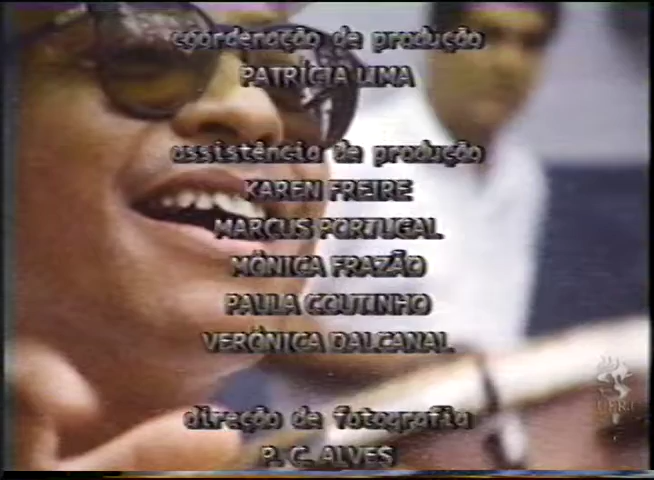 coordenação de produção
PATRÍCIA LIMA
assistência de produção
KAREN FREIRE
MARCUS PORTUGAL
MÔNICA FRAZÃO
PAULA COUTINHO
VERÔNICA DALCANAL
direção de fotografia
P. C. ALVES
UFRJ